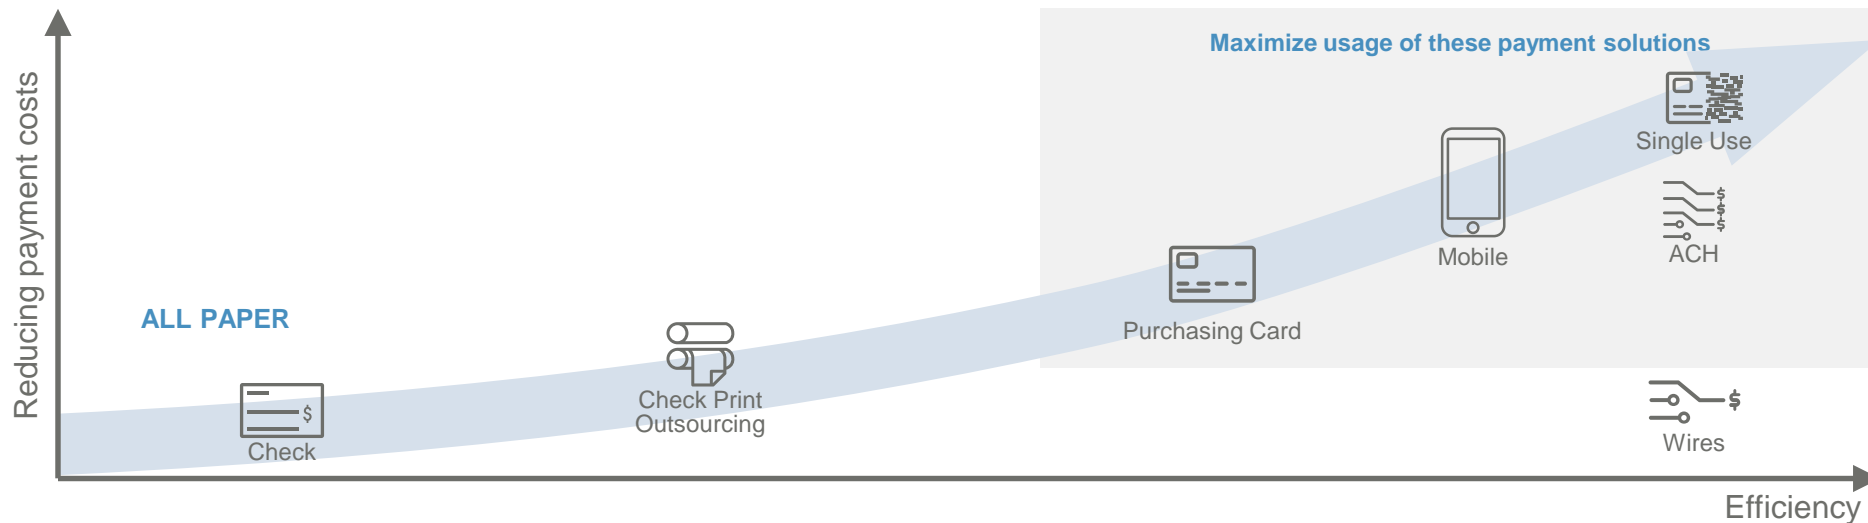 Reducing payment costs
Maximize usage of these payment solutions
Single Use
$
$
$
ACH
Mobile
Purchasing Card
ALL PAPER
Check Print
Outsourcing
$
Check
$
Wires
Efficiency